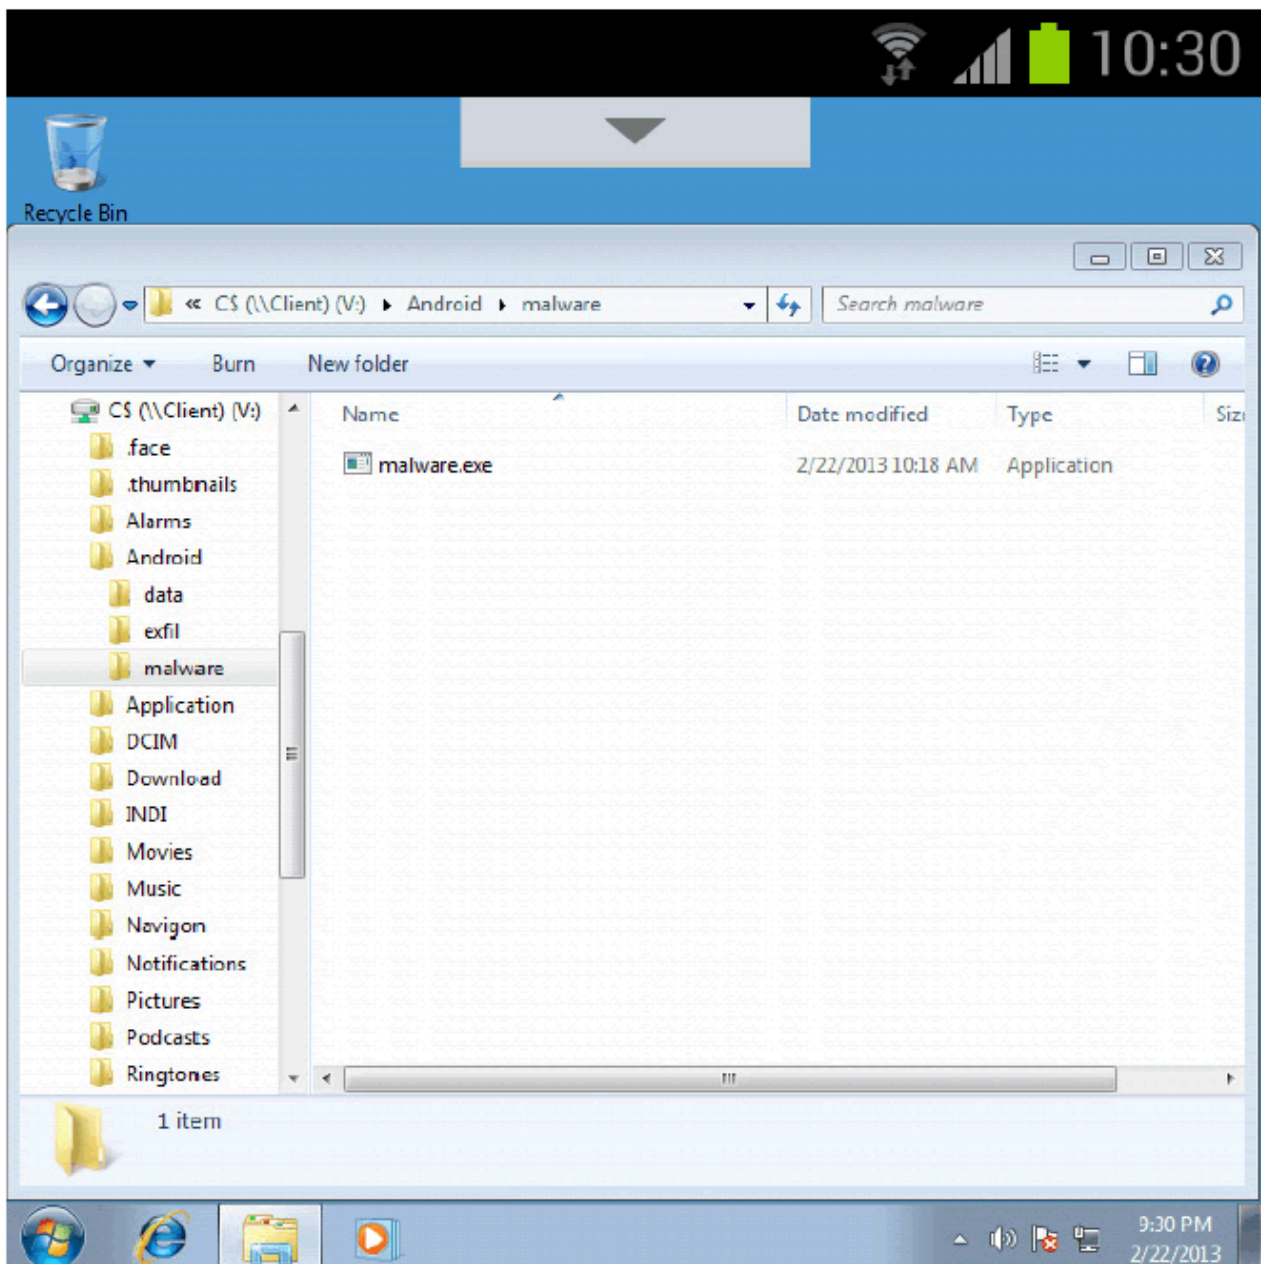 10:30
Recycle Bin
« C$ (\\Client) (V:) ▸ Android ▸ malware
Search malware
Organize
Burn
New folder
C$ (\\Client) (V:)
.face
.thumbnails
Alarms
Android
data
exfil
malware
Application
DCIM
Download
INDI
Movies
Music
Navigon
Notifications
Pictures
Podcasts
Ringtones
Name
Date modified
Type
Siz
malware.exe
2/22/2013 10:18 AM
Application
1 item
9:30 PM
2/22/2013